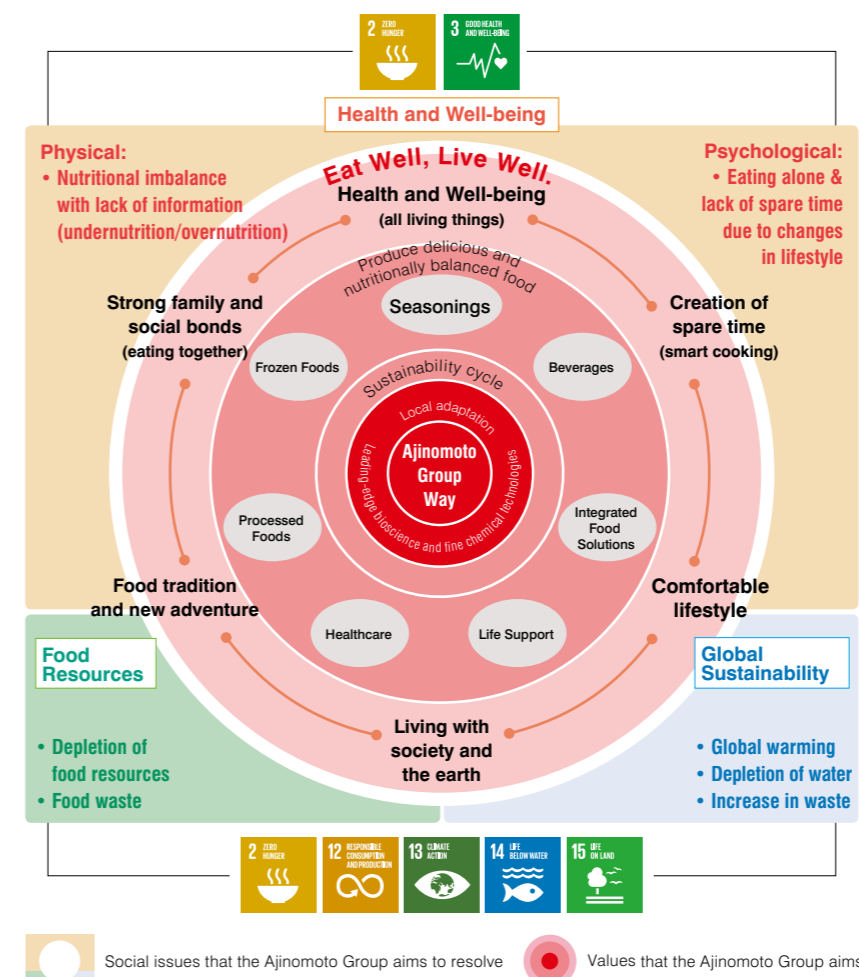 2 ZERO
HUNGER
3 GOOD HEALTH
AND WELL-BEING
Health and Well-being
Physical:
• Nutritional imbalance
with lack of information
(undernutrition/overnutrition)
Psychological:
• Eating alone &
lack of spare time
due to changes
in lifestyle
Eat Well, Live Well.
Health and Well-being
(all living things)
Strong family and
social bonds
(eating together)
Creation of
spare time
(smart cooking)
Produce delicious and
nutritionally balanced food
Seasonings
Frozen Foods
Beverages
Sustainability cycle
Local adaptation
Ajinomoto
Group
Way
Leading-edge bioscience and fine chemical technologies
Processed
Foods
Integrated
Food
Solutions
Healthcare
Life Support
Food tradition
and new adventure
Comfortable
lifestyle
Living with
society and
the earth
Food
Resources
• Depletion of
food resources
• Food waste
Global
Sustainability
• Global warming
• Depletion of water
• Increase in waste
2 ZERO
HUNGER
12 RESPONSIBLE
CONSUMPTION
AND PRODUCTION
13 CLIMATE
ACTION
14 LIFE
BELOW WATER
15 LIFE
ON LAND
Social issues that the Ajinomoto Group aims to resolve
Values that the Ajinomoto Group aims